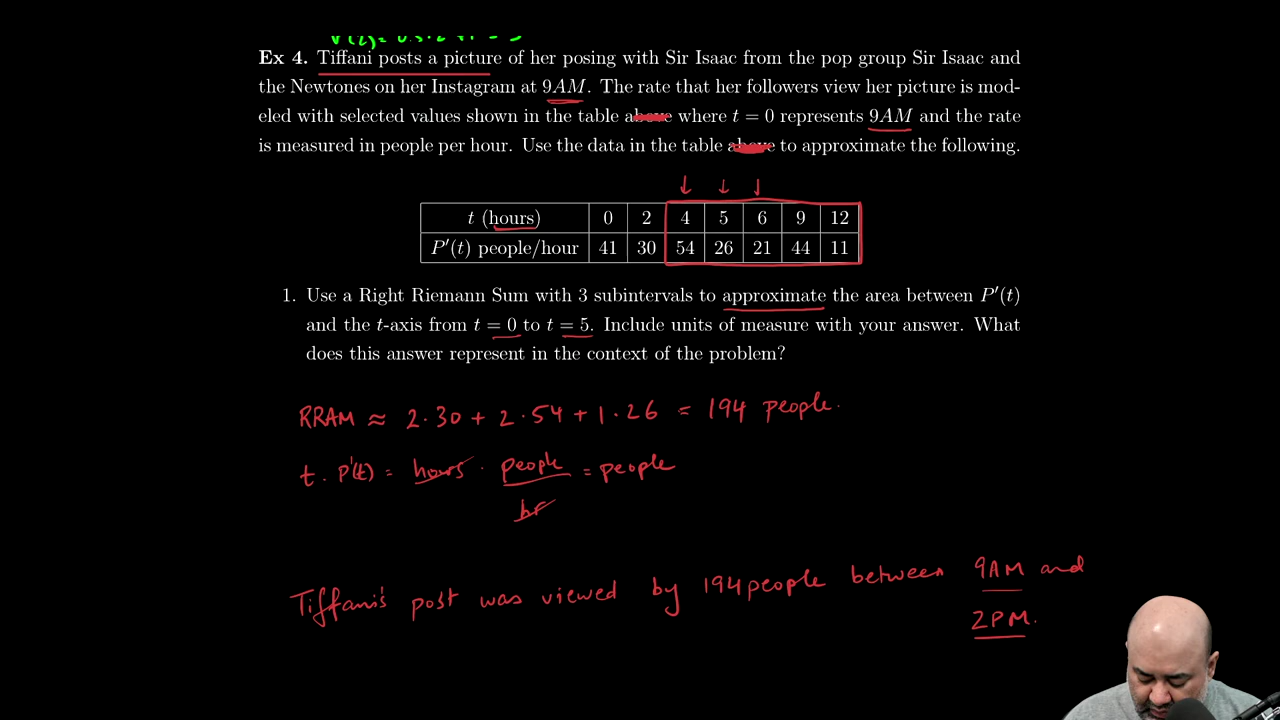 Ex 4. Tiffani posts a picture of her posing with Sir Isaac from the pop group Sir Isaac and
the Newtones on her Instagram at 9AM. The rate that her followers view her picture is mod-
eled with selected values shown in the table above where t = 0 represents 9AM and the rate
is measured in people per hour. Use the data in the table above to approximate the following.
t (hours) 0 2 4 5 6 9 12
P′(t) people/hour 41 30 54 26 21 44 11
1. Use a Right Riemann Sum with 3 subintervals to approximate the area between P′(t)
and the t-axis from t = 0 to t = 5. Include units of measure with your answer. What
does this answer represent in the context of the problem?
RRAM ≈ 2·30 + 2·54 + 1·26 = 194 people.
t · P'(t) = hours · people/hr = people
Tiffani's post was viewed by 194 people between 9AM and
2PM.